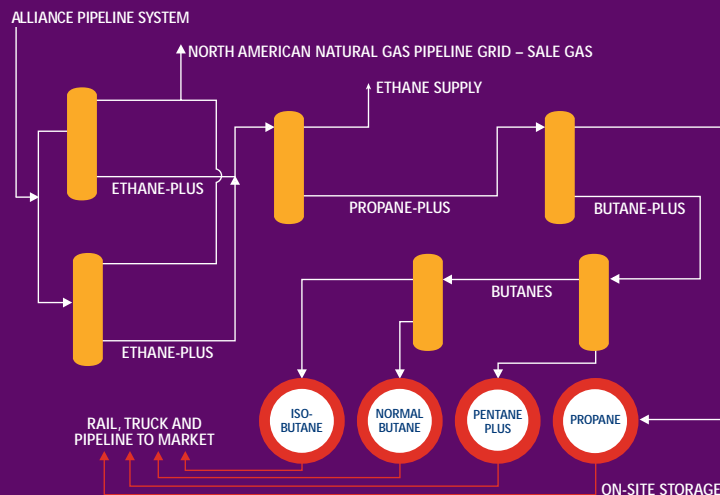 ALLIANCE PIPELINE SYSTEM
NORTH AMERICAN NATURAL GAS PIPELINE GRID – SALE GAS
ETHANE SUPPLY
ETHANE-PLUS
PROPANE-PLUS
BUTANE-PLUS
BUTANES
ETHANE-PLUS
RAIL, TRUCK AND
PIPELINE TO MARKET
ISO-
BUTANE
NORMAL
BUTANE
PENTANE
PLUS
PROPANE
ON-SITE STORAGE